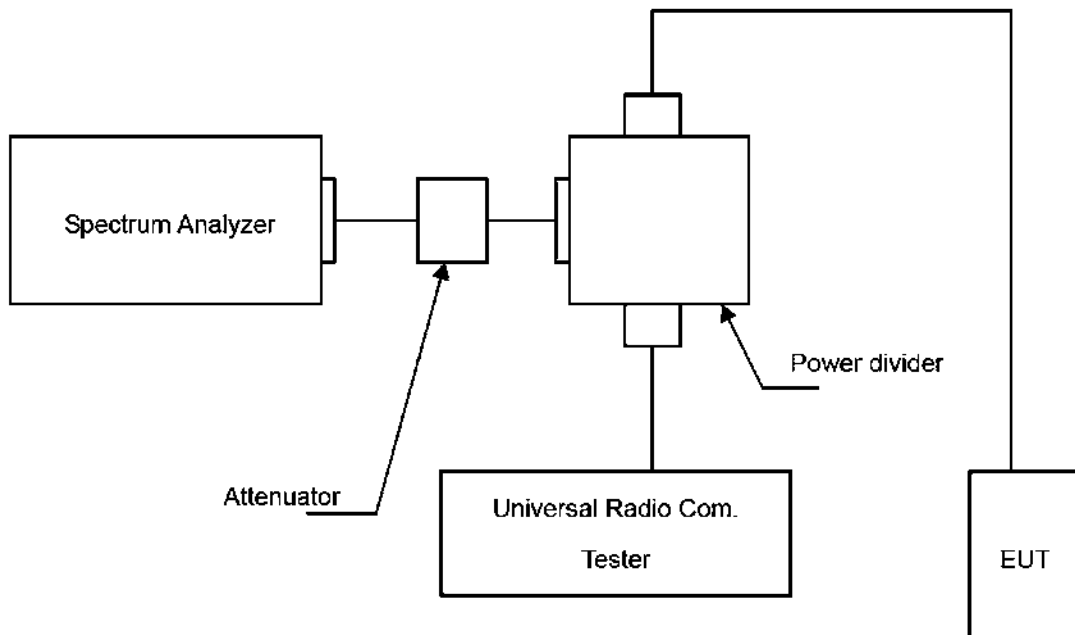 Spectrum Analyzer
Power divider
Attenuator
Universal Radio Com.
Tester
EUT